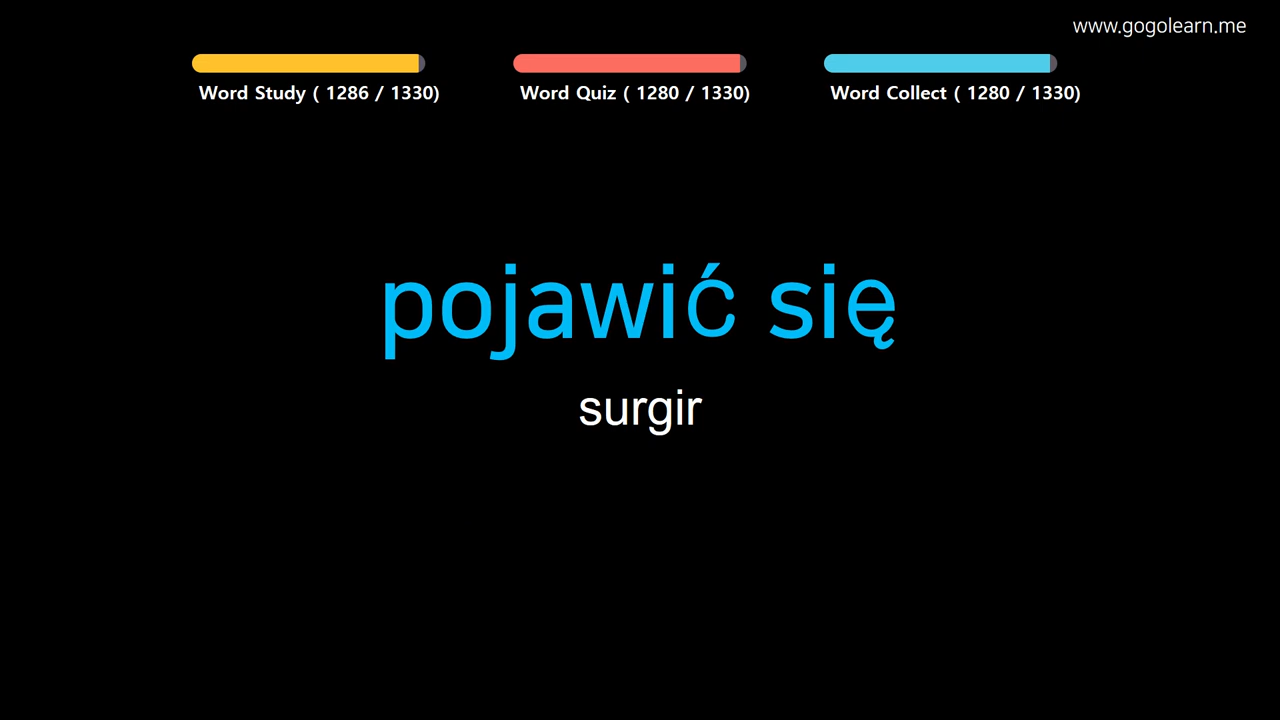 www.gogolearn.me
Word Study ( 1286 / 1330)
Word Quiz ( 1280 / 1330)
Word Collect ( 1280 / 1330)
pojawić się
surgir